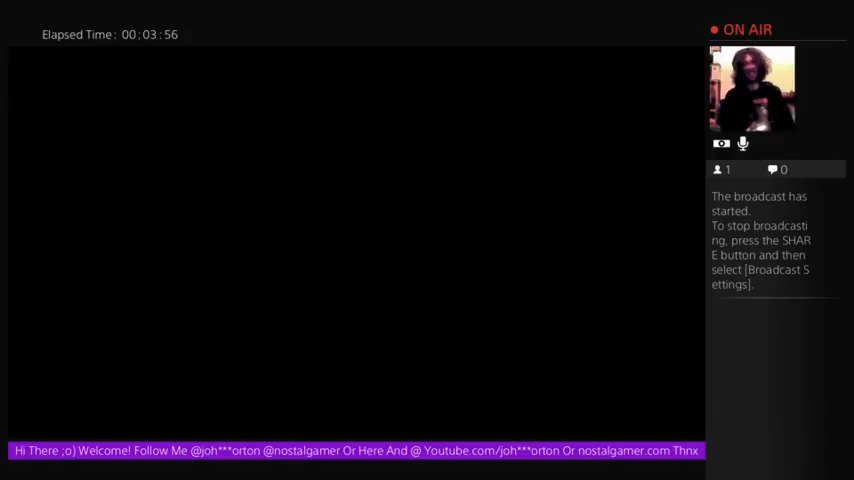 Elapsed Time: 00:03:56
ON AIR
1 0
The broadcast has
started.
To stop broadcasti
ng, press the SHAR
E button and then
select [Broadcast S
ettings].
Hi There ;o) Welcome! Follow Me @joh***orton @nostalgamer Or Here And @ Youtube.com/joh***orton Or nostalgamer.com Thnx